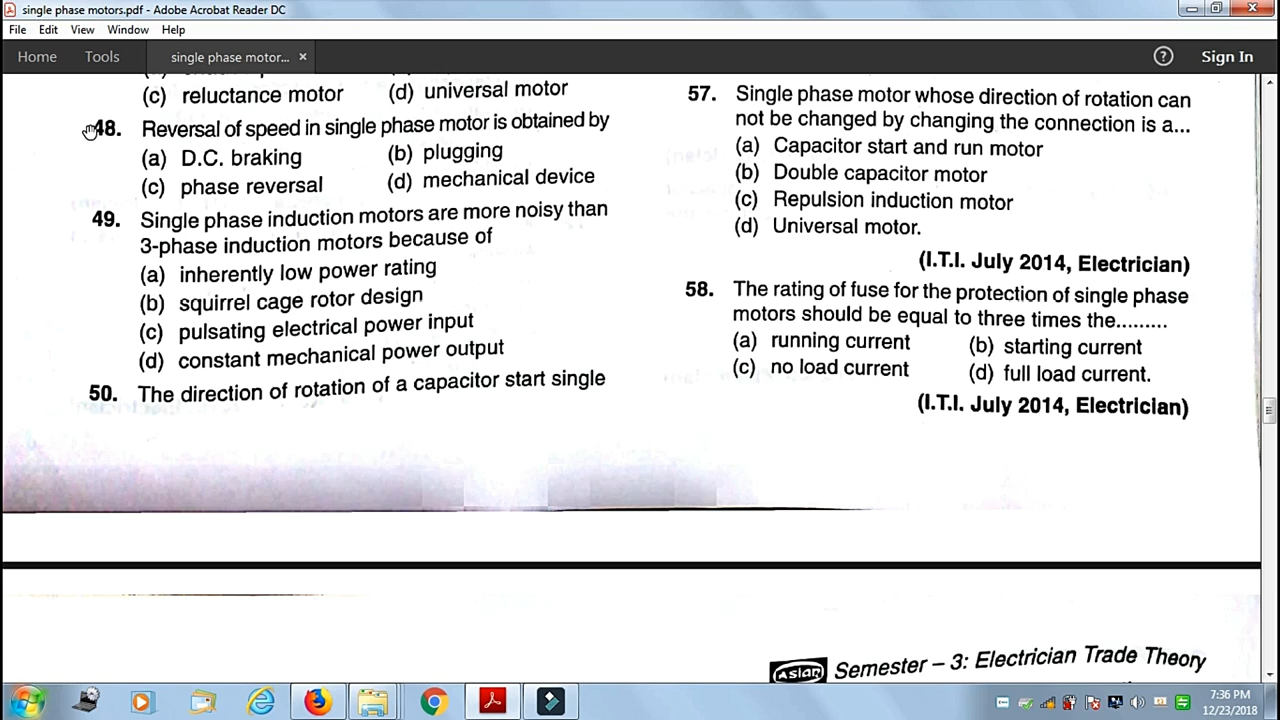 single phase motors.pdf - Adobe Acrobat Reader DC
File Edit View Window Help
Home Tools single phase motor... × ? Sign In
(c) reluctance motor (d) universal motor
48. Reversal of speed in single phase motor is obtained by
(a) D.C. braking (b) plugging
(c) phase reversal (d) mechanical device
49. Single phase induction motors are more noisy than
3-phase induction motors because of
(a) inherently low power rating
(b) squirrel cage rotor design
(c) pulsating electrical power input
(d) constant mechanical power output
50. The direction of rotation of a capacitor start single
57. Single phase motor whose direction of rotation can
not be changed by changing the connection is a...
(a) Capacitor start and run motor
(b) Double capacitor motor
(c) Repulsion induction motor
(d) Universal motor.
(I.T.I. July 2014, Electrician)
58. The rating of fuse for the protection of single phase
motors should be equal to three times the.........
(a) running current (b) starting current
(c) no load current (d) full load current.
(I.T.I. July 2014, Electrician)
Asian Semester – 3: Electrician Trade Theory
7:36 PM
12/23/2018